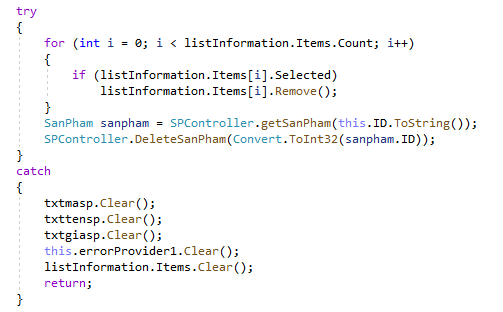 try
{
for (int i = 0; i < listInformation.Items.Count; i++)
{
if (listInformation.Items[i].Selected)
listInformation.Items[i].Remove();
}
SanPham sanpham = SPController.getSanPham(this.ID.ToString());
SPController.DeleteSanPham(Convert.ToInt32(sanpham.ID));
}
catch
{
txtmasp.Clear();
txttensp.Clear();
txtgiasp.Clear();
this.errorProvider1.Clear();
listInformation.Items.Clear();
return;
}